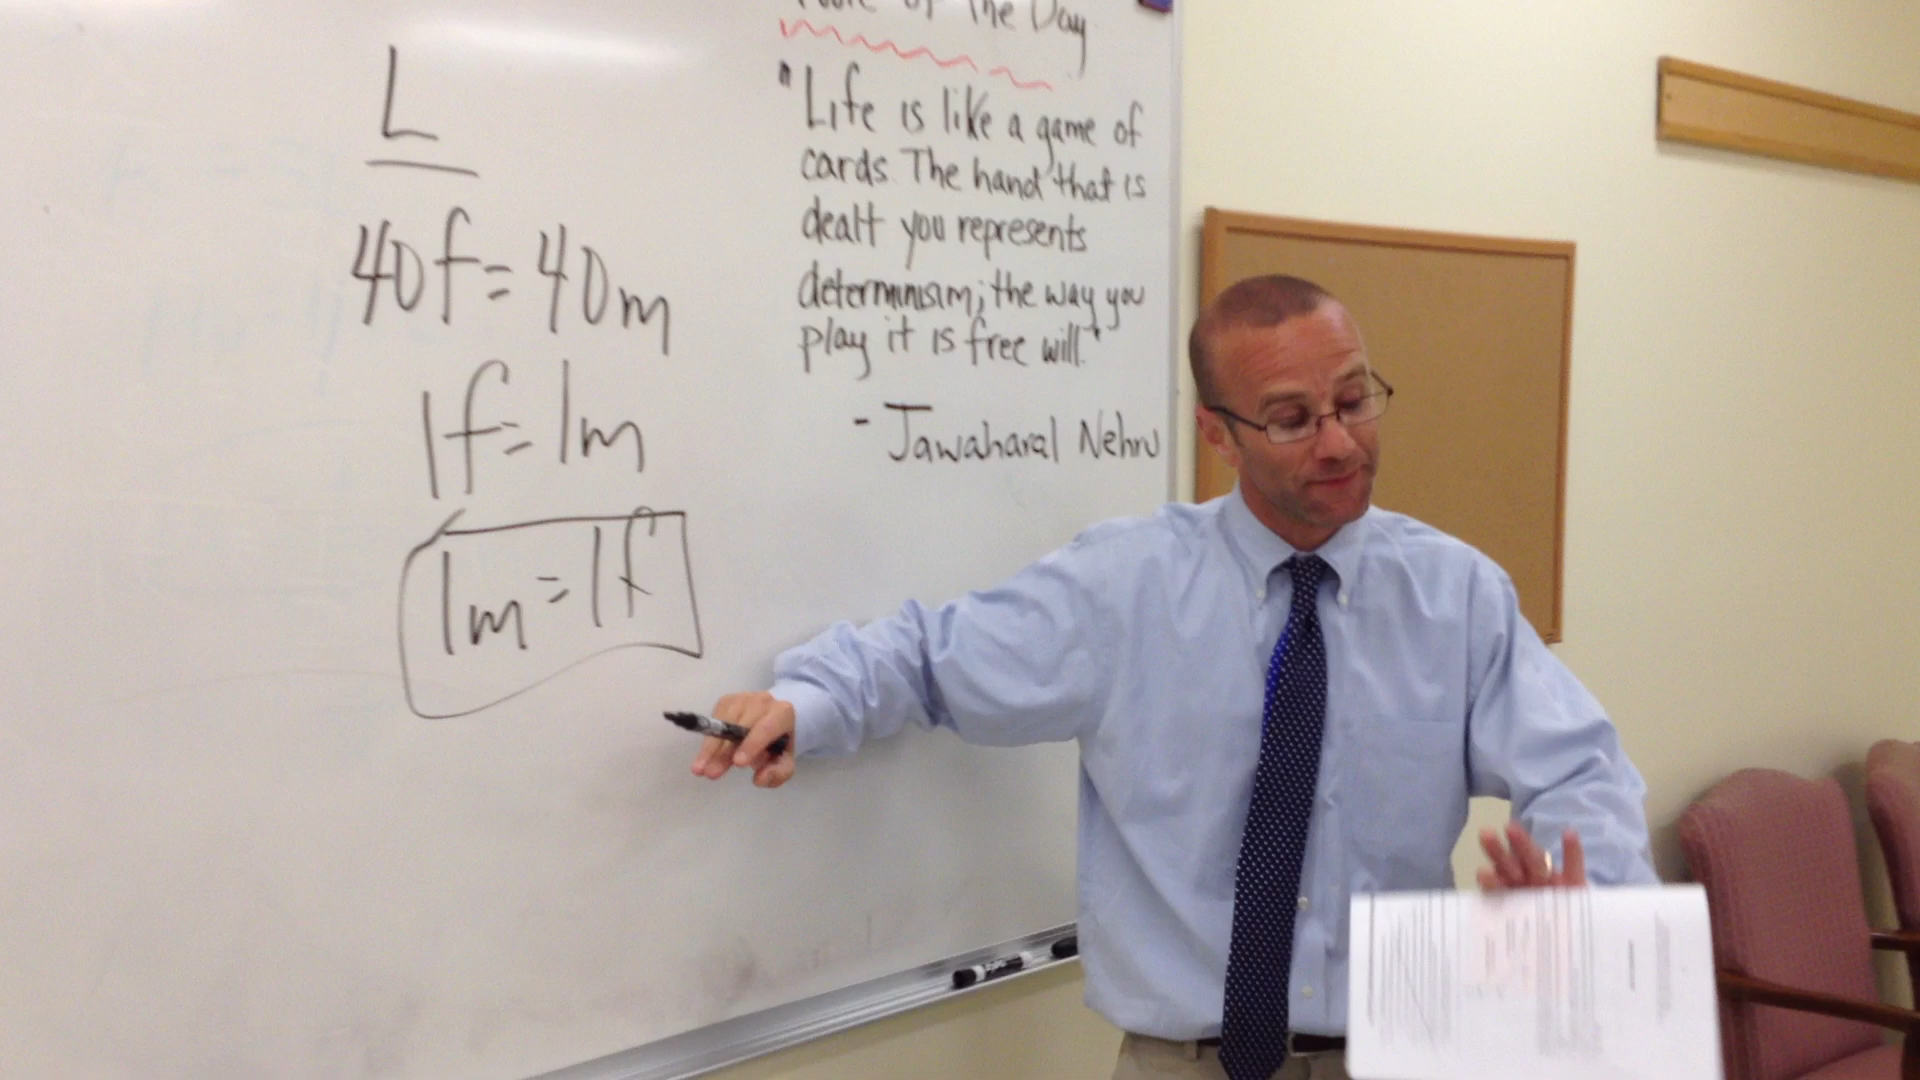 L
40f=40m
1f=1m
1m=1f
of The Day
"Life is like a game of
cards. The hand that is
dealt you represents
determinism; the way you
play it is free will."
- Jawaharal Nehru